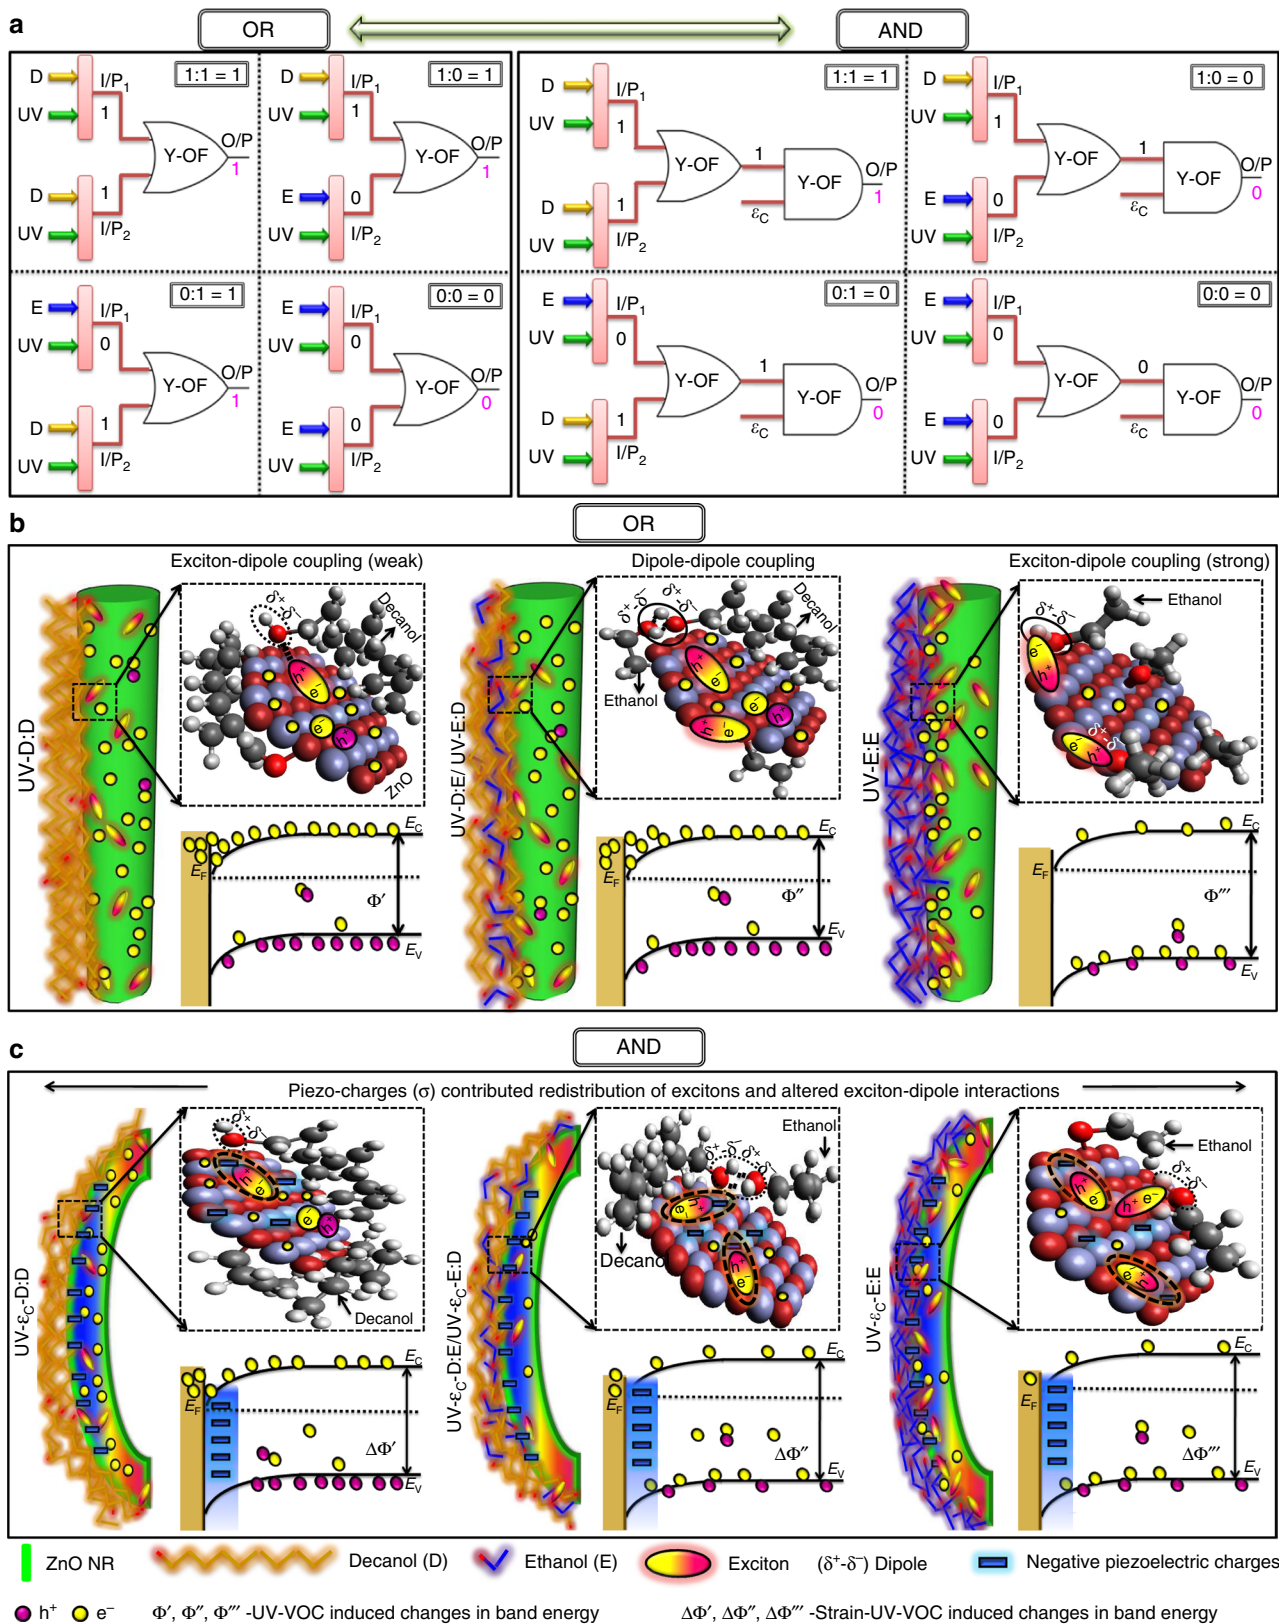 a
OR
AND
D
I/P1
1:1 = 1
UV
1
O/P
Y-OF
1
D
1
UV
I/P2
D
I/P1
1:0 = 1
UV
1
O/P
Y-OF
1
E
0
UV
I/P2
D
I/P1
1:1 = 1
UV
1
Y-OF
1
O/P
Y-OF
1
D
1
εC
UV
I/P2
D
I/P1
1:0 = 0
UV
1
Y-OF
1
O/P
Y-OF
0
E
0
εC
UV
I/P2
E
I/P1
0:1 = 1
UV
0
O/P
Y-OF
1
D
1
UV
I/P2
E
I/P1
0:0 = 0
UV
0
O/P
Y-OF
0
E
0
UV
I/P2
E
I/P1
0:1 = 0
UV
0
Y-OF
1
O/P
Y-OF
0
D
1
εC
UV
I/P2
E
I/P1
0:0 = 0
UV
0
Y-OF
0
O/P
Y-OF
0
E
0
εC
UV
I/P2
b
OR
Exciton-dipole coupling (weak)
UV-D:D
δ+-δ−
Decanol
h+
e−
e−
h+
ZnO
EC
EF
Φ′
EV
Dipole-dipole coupling
UV-D:E/ UV-E:D
δ+-δ−
δ+-δ−
Decanol
Ethanol
h+
e−
h+
e−
EC
EF
Φ″
EV
Exciton-dipole coupling (strong)
UV-E:E
δ+-δ−
Ethanol
e−
h+
e−
h+
δ+-δ
EC
EF
Φ‴
EV
c
AND
Piezo-charges (σ) contributed redistribution of excitons and altered exciton-dipole interactions
UV-εC-D:D
δ+-δ−
h+
e−
e−
h+
Decanol
EC
EF
ΔΦ′
EV
UV-εC-D:E/UV-εC-E:D
Ethanol
δ+-δ−
δ+-δ−
e−
h+
h+
e−
Decano
EC
EF
ΔΦ″
EV
UV-εC-E:E
Ethanol
δ+-δ−
h+
e−
h+
e−
e−
h+
EC
EF
ΔΦ‴
EV
ZnO NR
Decanol (D)
Ethanol (E)
Exciton
(δ+-δ−) Dipole
Negative piezoelectric charges
h+
e−
Φ′, Φ″, Φ‴ -UV-VOC induced changes in band energy
ΔΦ′, ΔΦ″, ΔΦ‴ -Strain-UV-VOC induced changes in band energy